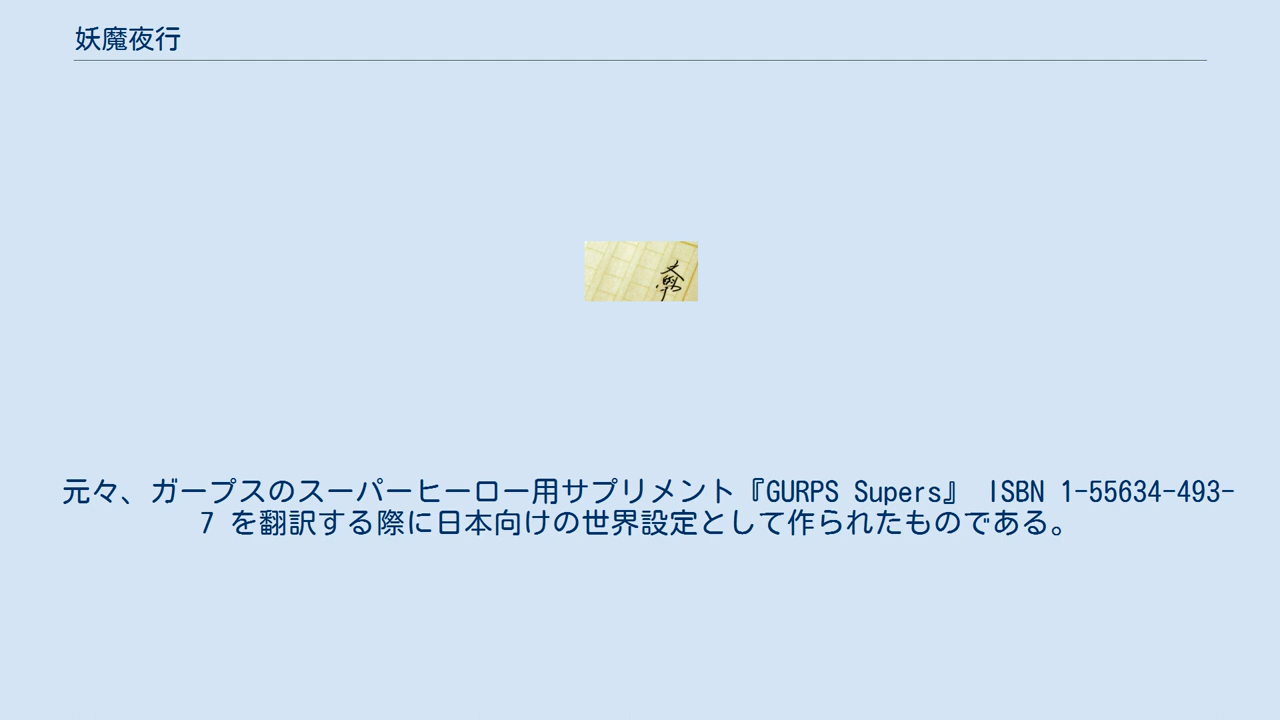 妖魔夜行
元々、ガープスのスーパーヒーロー用サプリメント『GURPS Supers』 ISBN 1-55634-493-
7 を翻訳する際に日本向けの世界設定として作られたものである。